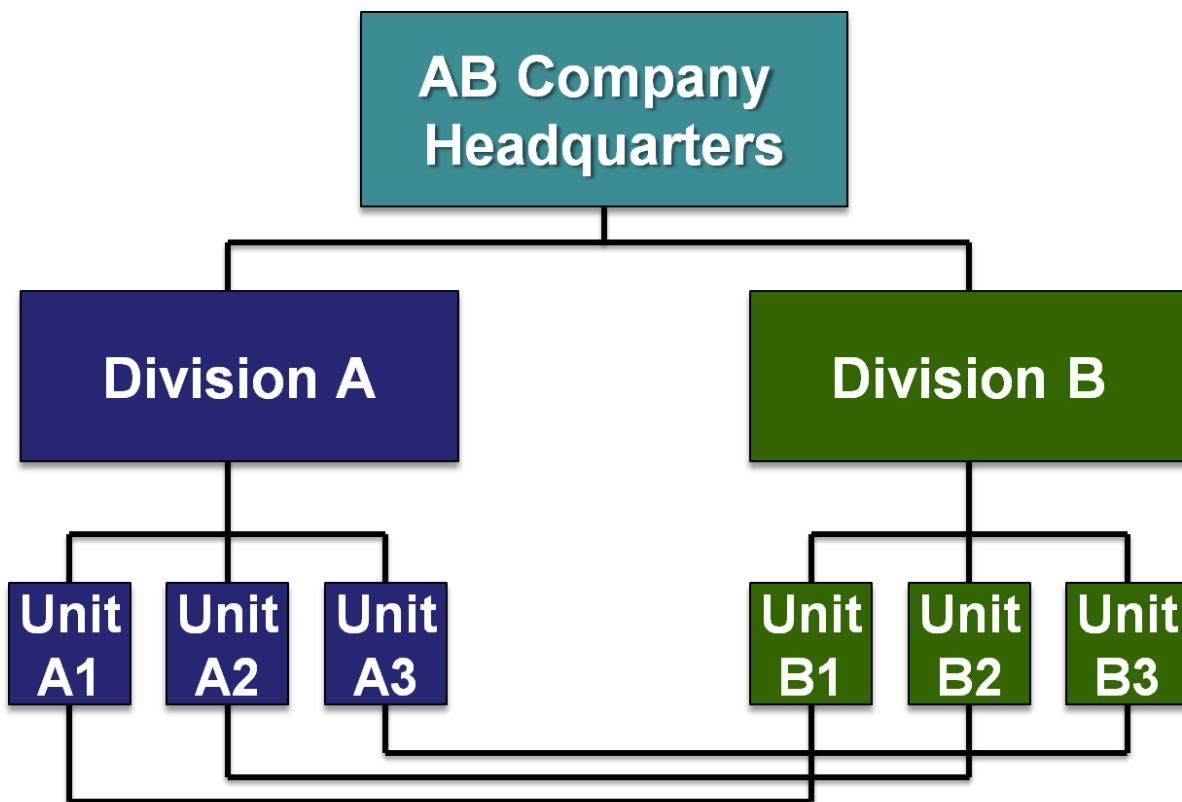 AB Company
Headquarters
Division A
Division B
Unit
A1
Unit
A2
Unit
A3
Unit
B1
Unit
B2
Unit
B3